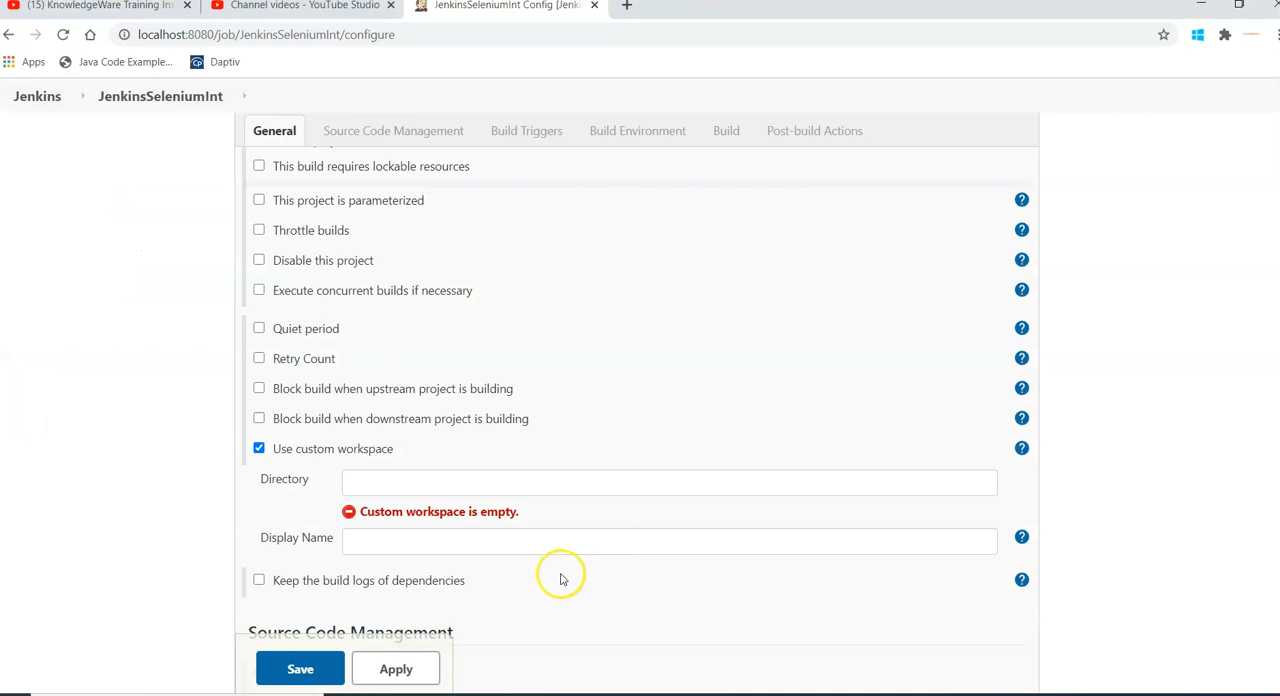 (15) KnowledgeWare Training Ins
Channel videos - YouTube Studio
JenkinsSeleniumInt Config [Jenki
localhost:8080/job/JenkinsSeleniumInt/configure
Apps
Java Code Example...
Cp
Daptiv
Jenkins
JenkinsSeleniumInt
General
Source Code Management
Build Triggers
Build Environment
Build
Post-build Actions
This build requires lockable resources
This project is parameterized
Throttle builds
Disable this project
Execute concurrent builds if necessary
Quiet period
Retry Count
Block build when upstream project is building
Block build when downstream project is building
Use custom workspace
Directory
Custom workspace is empty.
Display Name
Keep the build logs of dependencies
Source Code Management
Save
Apply